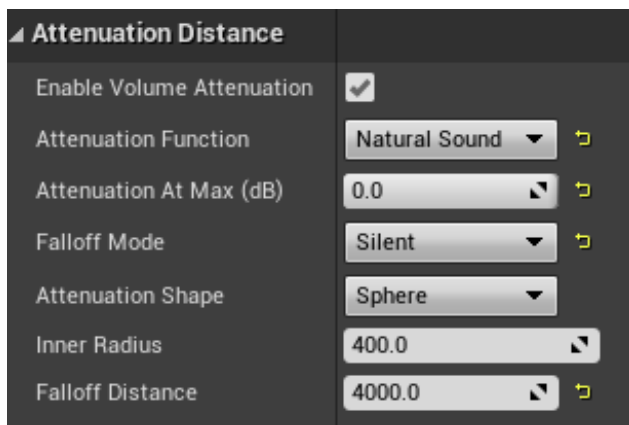 Attenuation Distance
Enable Volume Attenuation
Attenuation Function Natural Sound
Attenuation At Max (dB) 0.0
Falloff Mode Silent
Attenuation Shape Sphere
Inner Radius 400.0
Falloff Distance 4000.0